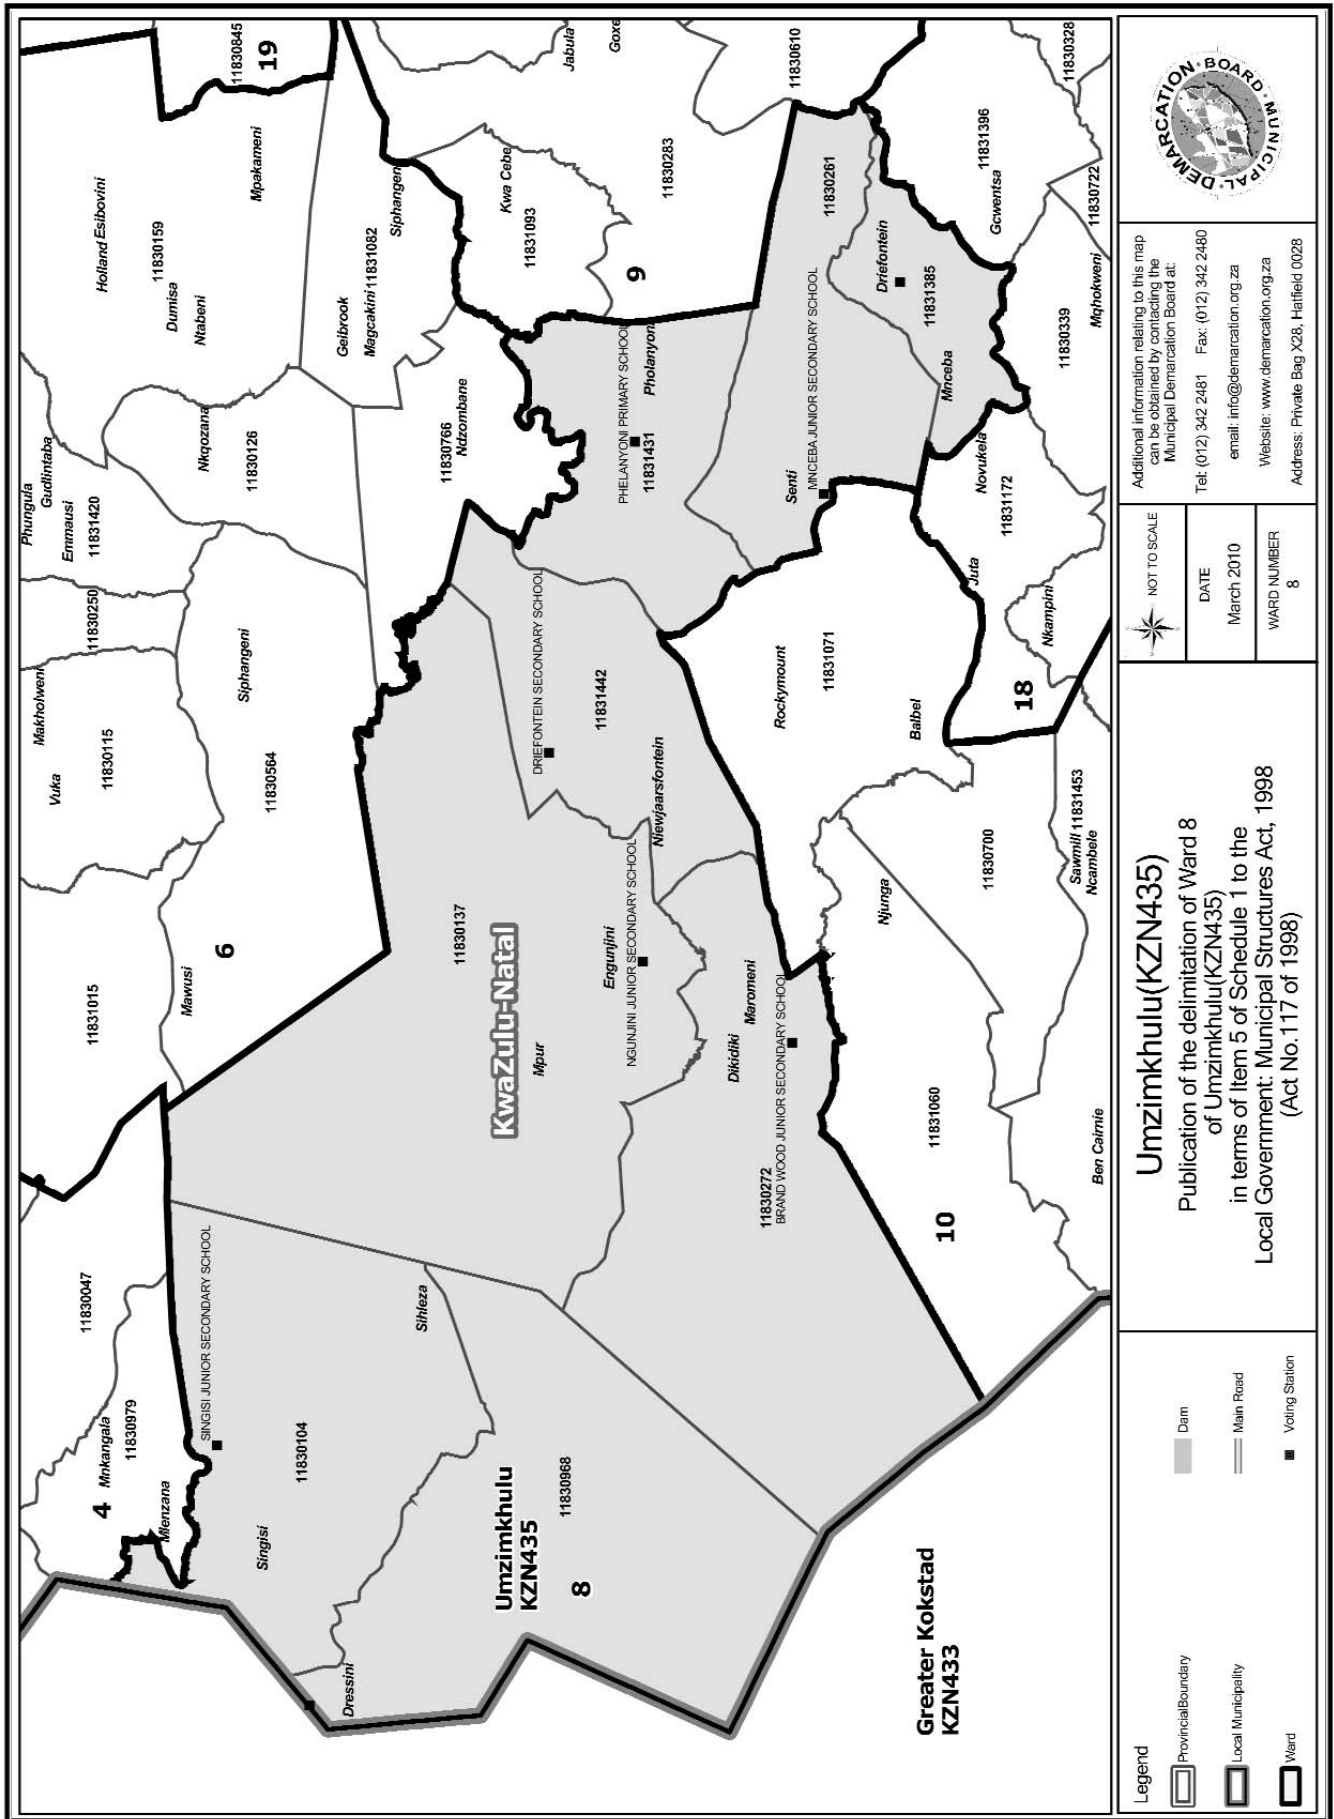 Phungula
Gudlintaba
Emmausi
11831420
Makholweni
Vuka
11830115
11830250
11831015
Mawusi
6
11830564
Siphangeni
Nkqozana
11830126
Holland Esibovini
11830159
Dumisa
Ntabeni
Mpakameni
11830845
19
Geibrook
Magcakini 11831082
Siphangen
11830766
Ndzombane
Kwa Cebe
11831093
9
11830283
Jabula
Goxe
11830610
11830047
4
Mnkangala
11830979
Mlenzana
SINGISI JUNIOR SECONDARY SCHOOL
Singisi
11830104
Sihleza
Dressini
Umzimkhulu
KZN435
8
11830968
11830137
KwaZulu-Natal
Mpur
DRIEFONTEIN SECONDARY SCHOOL
11831442
Niewjaarsfontein
Engunjini
NGUNJINI JUNIOR SECONDARY SCHOOL
Dikidiki
Maromeni
11830272
BRAND WOOD JUNIOR SECONDARY SCHOOL
PHELANYONI PRIMARY SCHOOL
11831431
Pholanyon
Senti
MNCEBA JUNIOR SECONDARY SCHOOL
11830261
Driefontein
11831385
Mnceba
Rockymount
11831071
Balbel
Njunga
11830700
10
11831060
Ben Cairnie
Sawmill 11831453
Ncambele
18
Nkampini
Juta
Novukela
11831172
11830339
Mqhokweni
Gcwentsa
11831396
11830722
11830328
Greater Kokstad
KZN433
Legend
ProvincialBoundary
Local Municipality
Ward
Dam
Main Road
Voting Station
Umzimkhulu(KZN435)
Publication of the delimitation of Ward 8
of Umzimkhulu(KZN435)
in terms of Item 5 of Schedule 1 to the
Local Government: Municipal Structures Act, 1998
(Act No.117 of 1998)
NOT TO SCALE
DATE
March 2010
WARD NUMBER
8
Additional information relating to this map
can be obtained by contacting the
Municipal Demarcation Board at:
Tel: (012) 342 2481 Fax: (012) 342 2480
email: info@demarcation.org.za
Website: www.demarcation.org.za
Address: Private Bag X28, Hatfield 0028
MUNICIPAL DEMARCATION BOARD